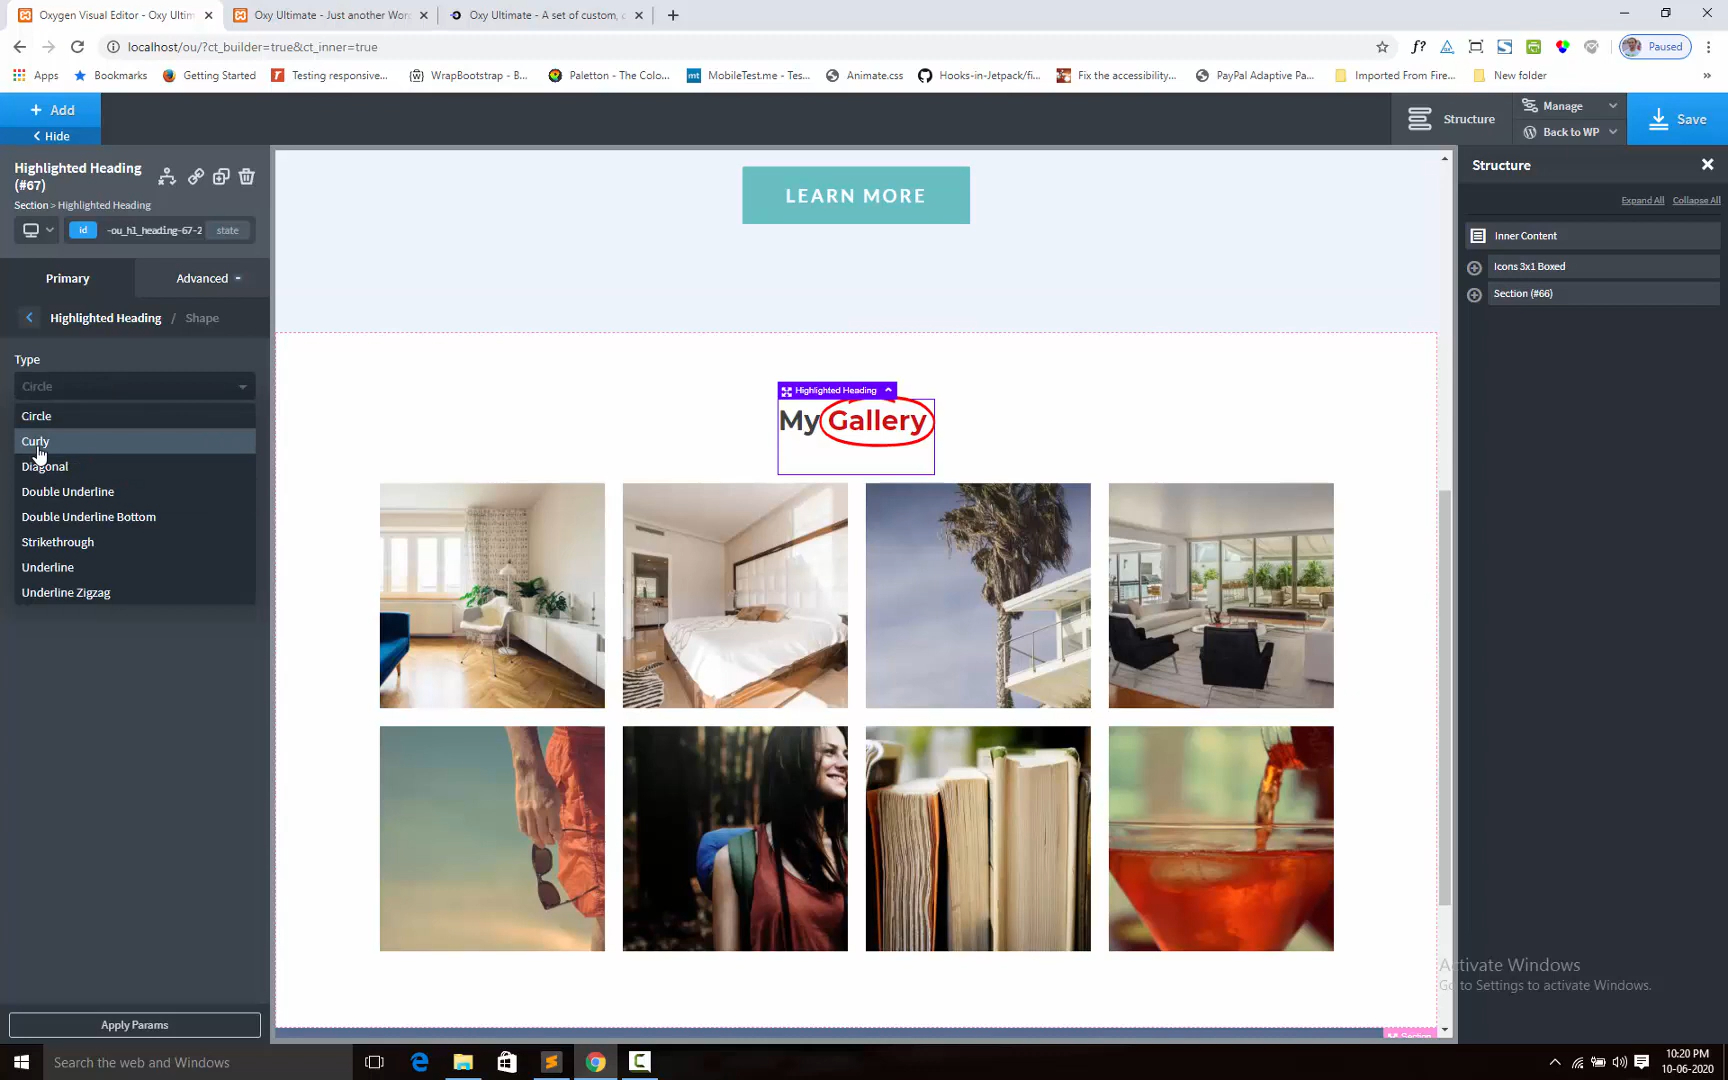 Oxygen Visual Editor - Oxy Ultim
Oxy Ultimate - Just another Wor
Oxy Ultimate - A set of custom,
localhost/ou/?ct_builder=true&ct_inner=true
Paused
Apps
Bookmarks
Getting Started
Testing responsive...
WrapBootstrap - B...
Paletton - The Colo...
MobileTest.me - Tes...
Animate.css
Hooks-in-Jetpack/fi...
Fix the accessibility...
PayPal Adaptive Pa...
Imported From Fire...
New folder
+ Add
Hide
Structure
Manage
Back to WP
Save
Highlighted Heading
(#67)
Section > Highlighted Heading
id
-ou_hl_heading-67-2
state
Primary
Advanced
Highlighted Heading / Shape
Type
Circle
Circle
Curly
Diagonal
Double Underline
Double Underline Bottom
Strikethrough
Underline
Underline Zigzag
Apply Params
LEARN MORE
Highlighted Heading
My Gallery
Section
Structure
Expand All
Collapse All
Inner Content
Icons 3x1 Boxed
Section (#66)
Activate Windows
Go to Settings to activate Windows.
Search the web and Windows
10:20 PM
10-06-2020